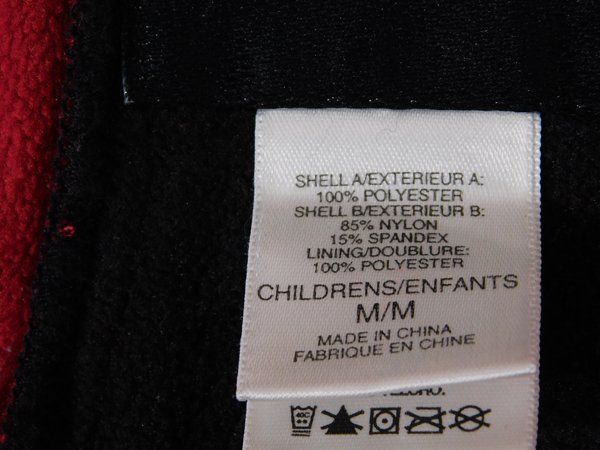 SHELL A/EXTERIEUR A:
100% POLYESTER
SHELL B/EXTERIEUR B:
85% NYLON
15% SPANDEX
LINING/DOUBLURE:
100% POLYESTER
CHILDRENS/ENFANTS
M/M
MADE IN CHINA
FABRIQUE EN CHINE
40C